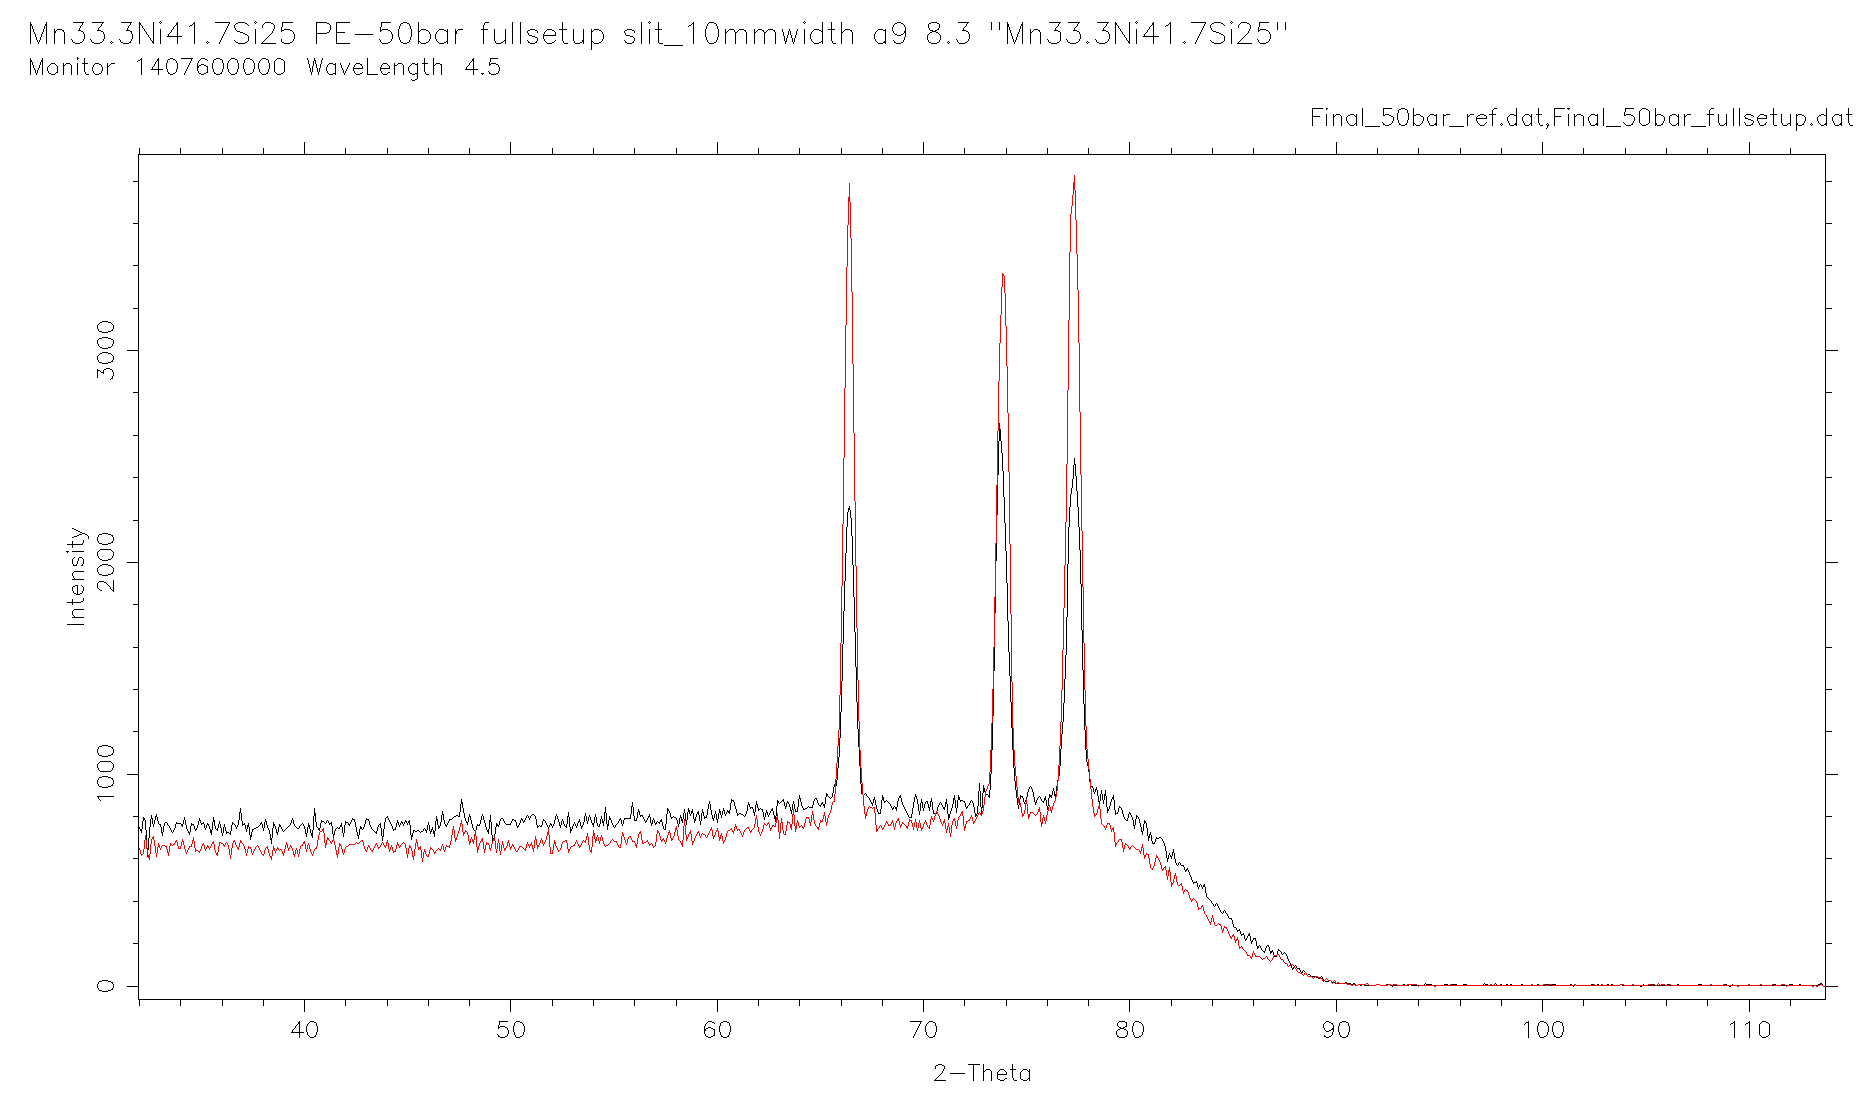 Mn33.3Ni41.7Si25 PE-50bar fullsetup slit_10mmwidth a9 8.3 "Mn33.3Ni41.7Si25"
Monitor 1407600000 WaveLength 4.5
Final_50bar_ref.dat,Final_50bar_fullsetup.dat
3000
2000
1000
0
Intensity
40 50 60 70 80 90 100 110
2-Theta